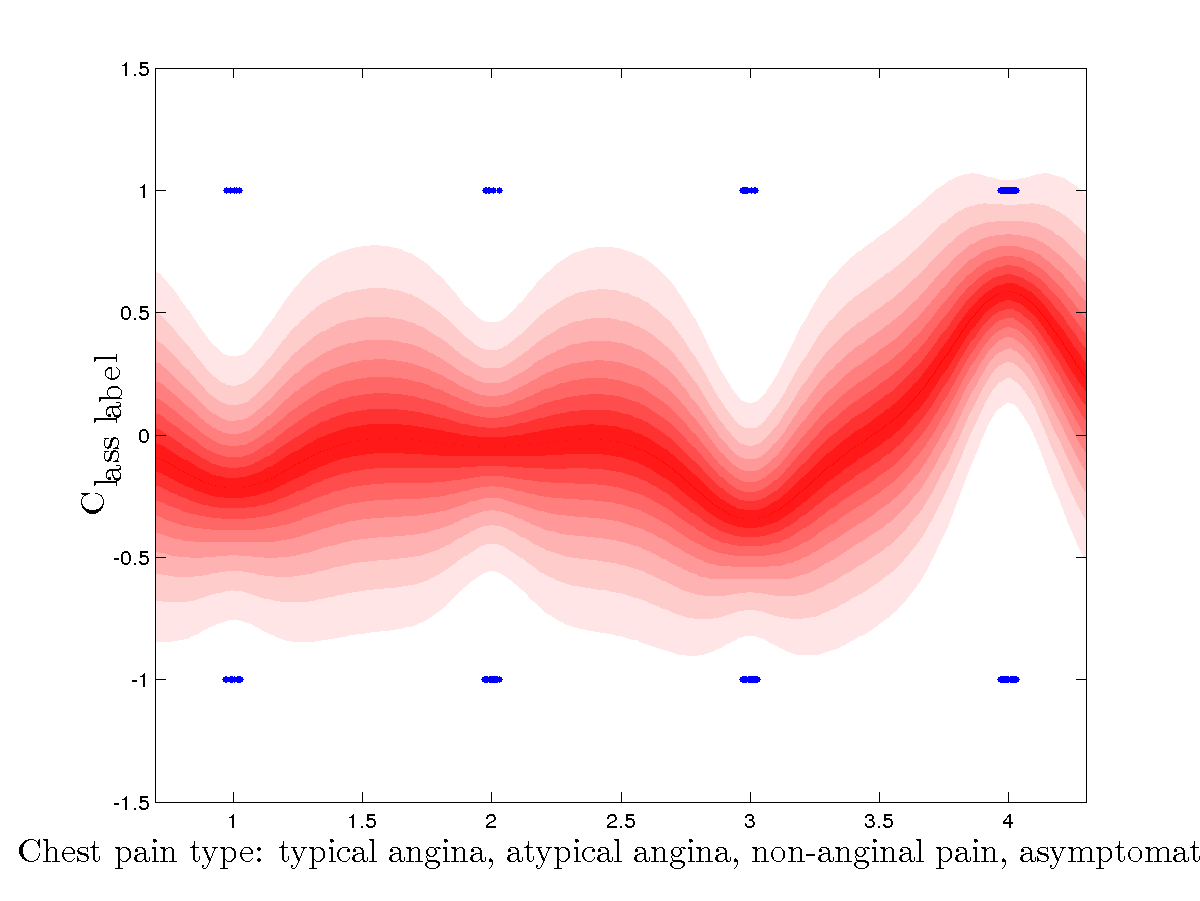 1.5
1
0.5
0
-0.5
-1
-1.5
Class label
1 1.5 2 2.5 3 3.5 4
Chest pain type: typical angina, atypical angina, non-anginal pain, asymptomat